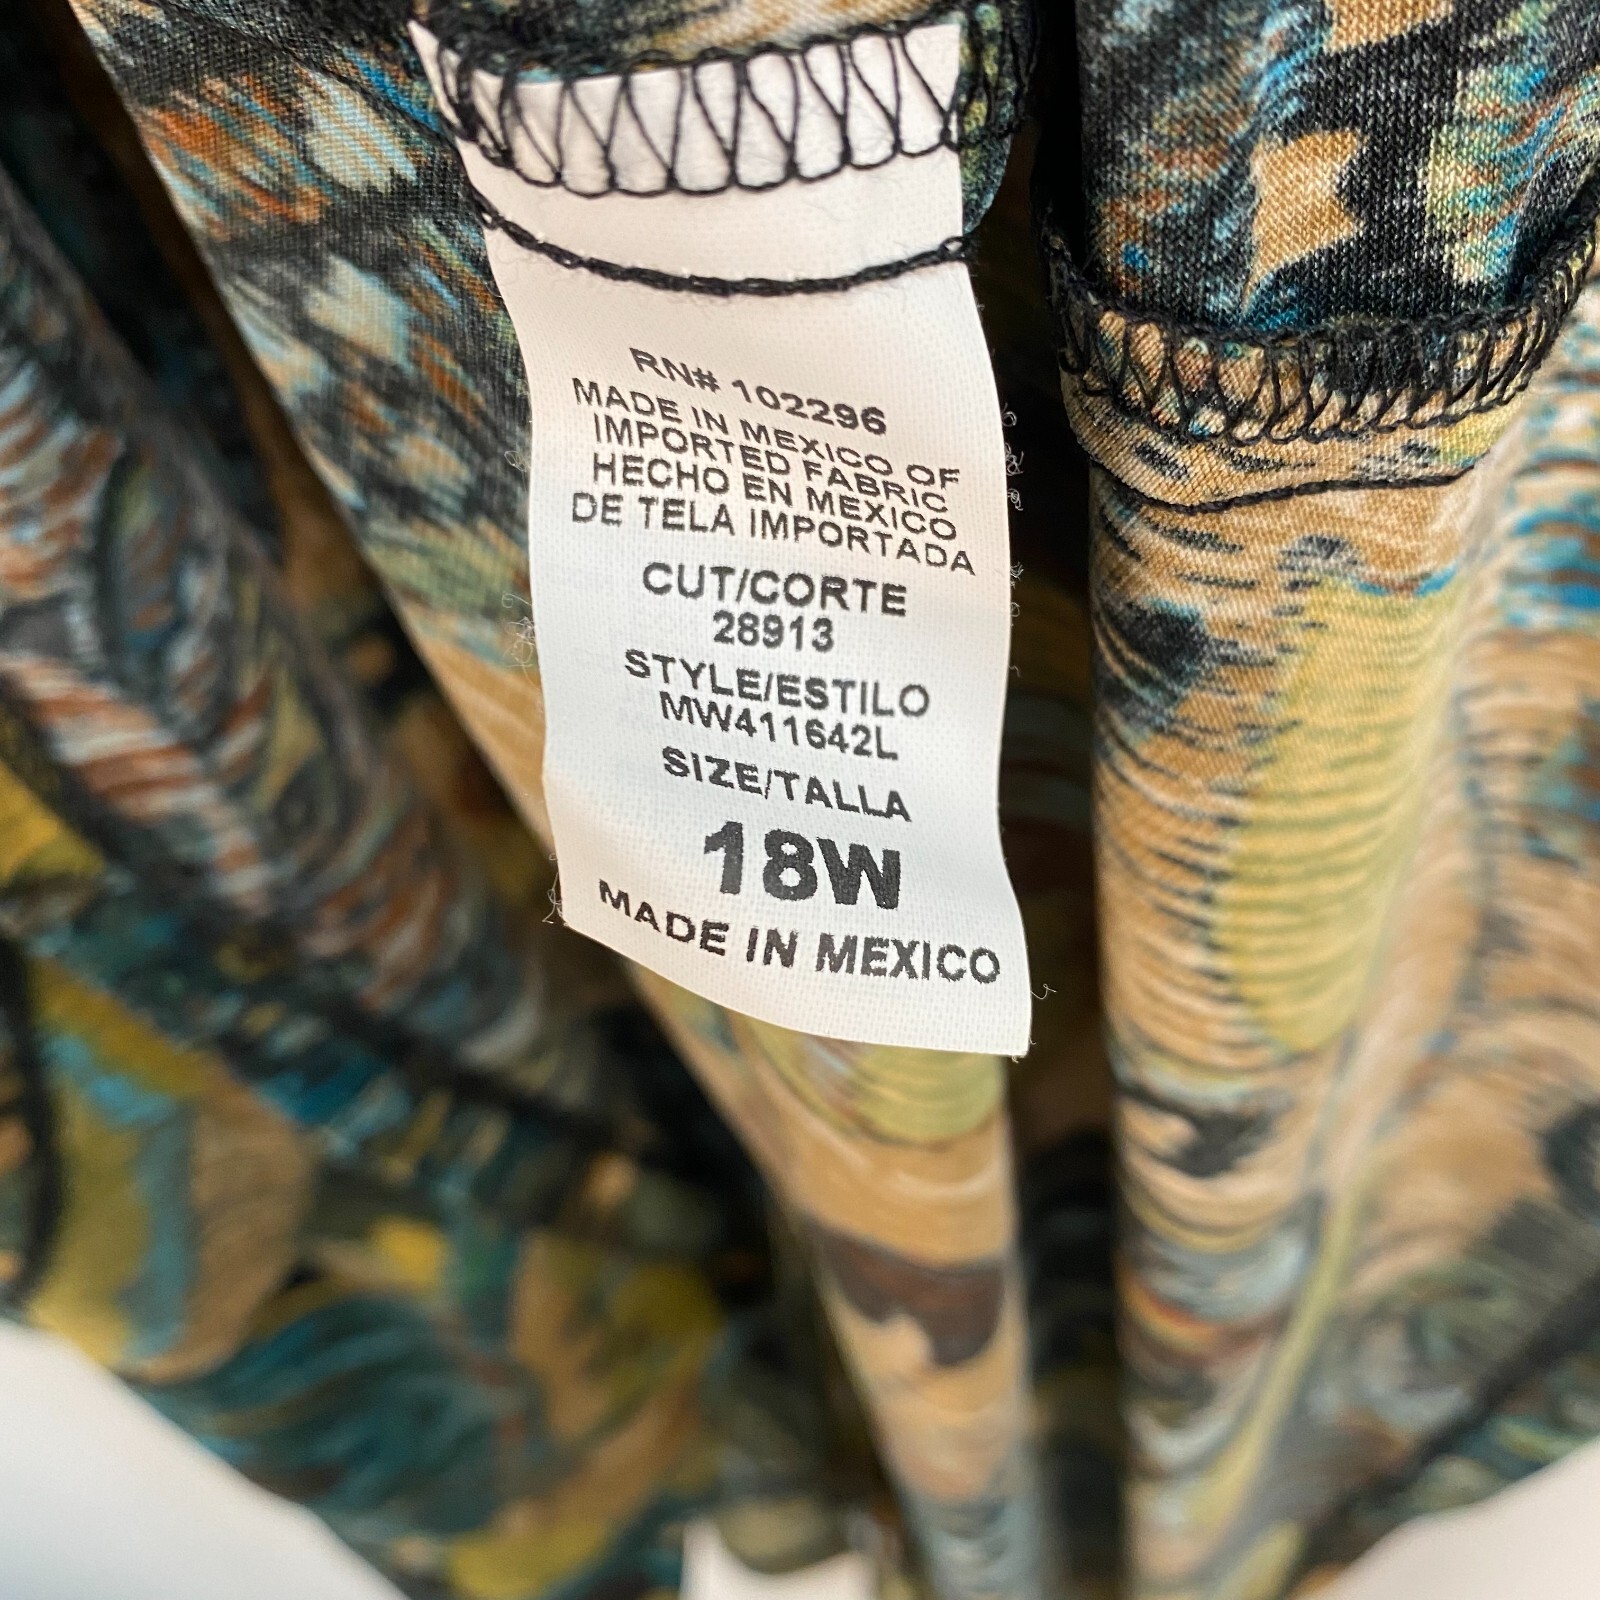 RN# 102296
MADE IN MEXICO OF
IMPORTED FABRIC
HECHO EN MEXICO
DE TELA IMPORTADA
CUT/CORTE
28913
STYLE/ESTILO
MW411642L
SIZE/TALLA
18W
MADE IN MEXICO